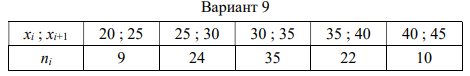 Вариант 9
xᵢ ; xᵢ₊₁ 20 ; 25 25 ; 30 30 ; 35 35 ; 40 40 ; 45
nᵢ 9 24 35 22 10